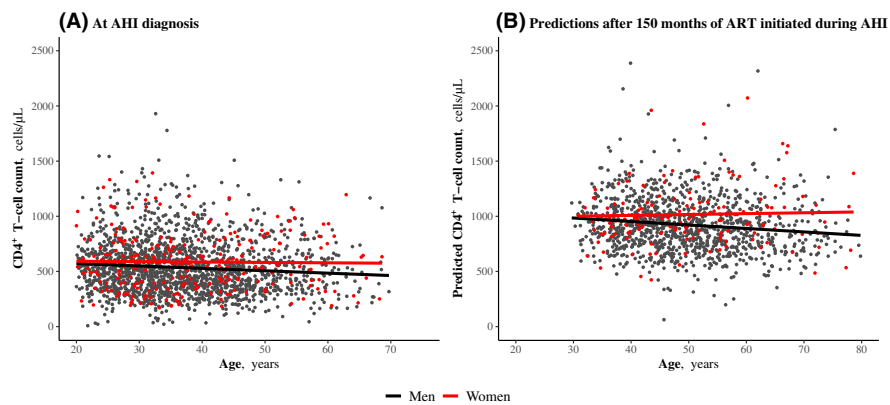 (A) At AHI diagnosis
2500
2000
1500
1000
500
0
CD4⁺ T−cell count, cells/μL
20 30 40 50 60 70
Age, years
(B) Predictions after 150 months of ART initiated during AHI
2500
2000
1500
1000
500
0
Predicted CD4⁺ T−cell count, cells/μL
20 30 40 50 60 70 80
Age, years
Men Women